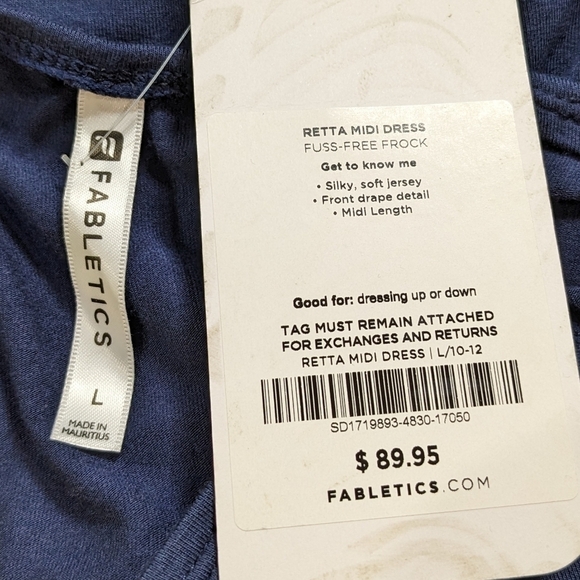 FABLETICS
L
MADE IN
MAURITIUS
RETTA MIDI DRESS
FUSS-FREE FROCK
Get to know me
• Silky, soft jersey
• Front drape detail
• Midi Length
Good for: dressing up or down
TAG MUST REMAIN ATTACHED
FOR EXCHANGES AND RETURNS
RETTA MIDI DRESS | L/10-12
SD1719893-4830-17050
$ 89.95
FABLETICS.COM